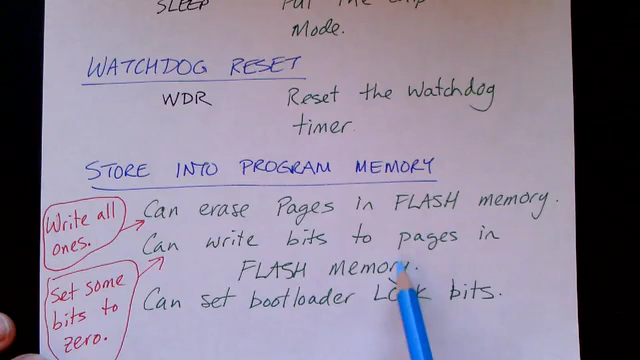 SLEEP Put the chip
Mode.
WATCHDOG RESET
WDR Reset the Watchdog
timer.
STORE INTO PROGRAM MEMORY
Write all
ones.
Can erase Pages in FLASH memory.
Can write bits to pages in
FLASH memory.
Set some
bits to
zero.
Can set bootloader LOCK bits.